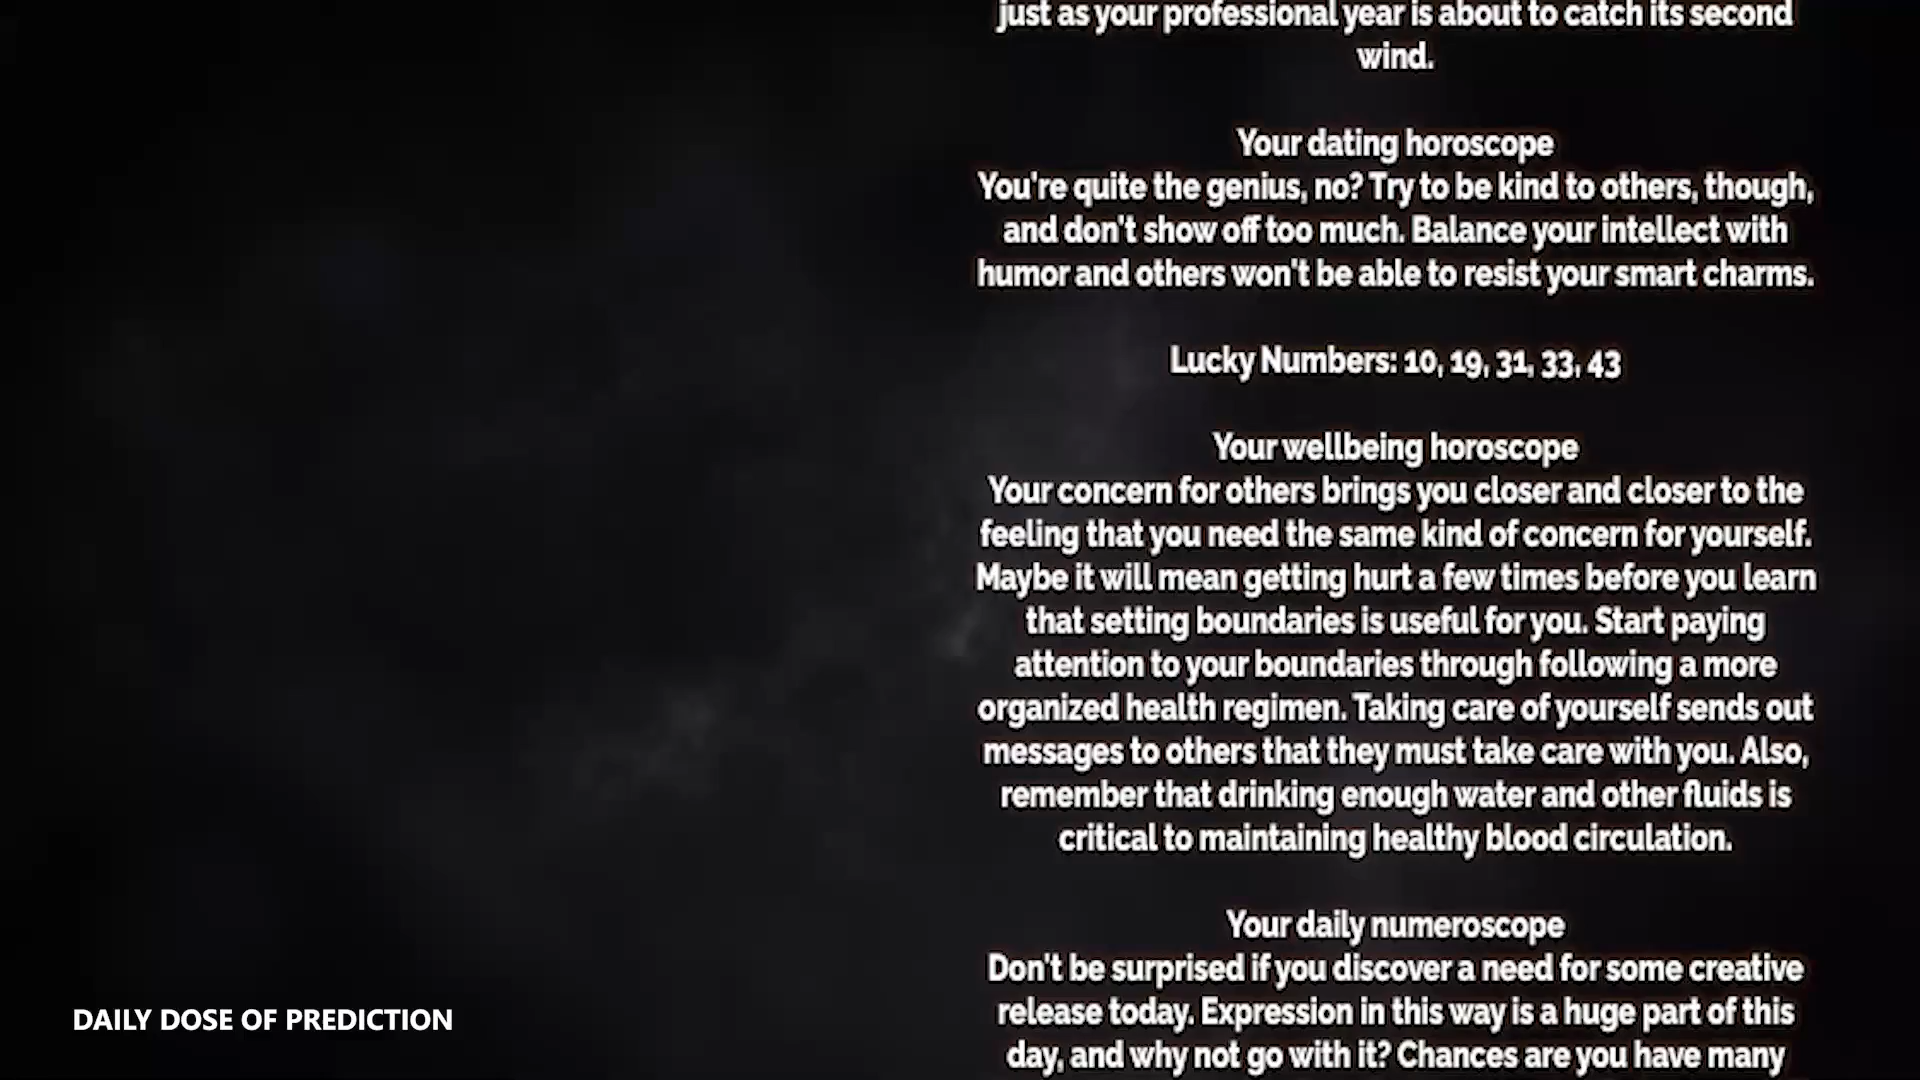 just as your professional year is about to catch its second
wind.
Your dating horoscope
You're quite the genius, no? Try to be kind to others, though,
and don't show off too much. Balance your intellect with
humor and others won't be able to resist your smart charms.
Lucky Numbers: 10, 19, 31, 33, 43
Your wellbeing horoscope
Your concern for others brings you closer and closer to the
feeling that you need the same kind of concern for yourself.
Maybe it will mean getting hurt a few times before you learn
that setting boundaries is useful for you. Start paying
attention to your boundaries through following a more
organized health regimen. Taking care of yourself sends out
messages to others that they must take care with you. Also,
remember that drinking enough water and other fluids is
critical to maintaining healthy blood circulation.
Your daily numeroscope
Don't be surprised if you discover a need for some creative
release today. Expression in this way is a huge part of this
day, and why not go with it? Chances are you have many
DAILY DOSE OF PREDICTION